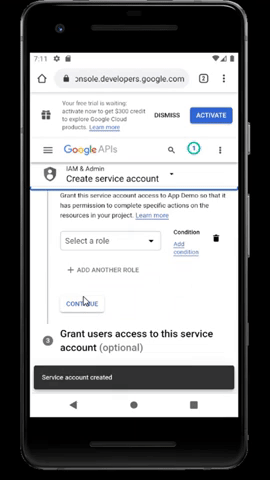 7:11
onsole.developers.google.com
2
Your free trial is waiting:
activate now to get $300 credit
to explore Google Cloud
products. Learn more
DISMISS
ACTIVATE
Google APIs
1
IAM & Admin
Create service account
Grant this service account access to App Demo so that it
has permission to complete specific actions on the
resources in your project. Learn more
Select a role
Condition
Add
condition
+ ADD ANOTHER ROLE
CONTINUE
3
Grant users access to this service
account (optional)
Service account created